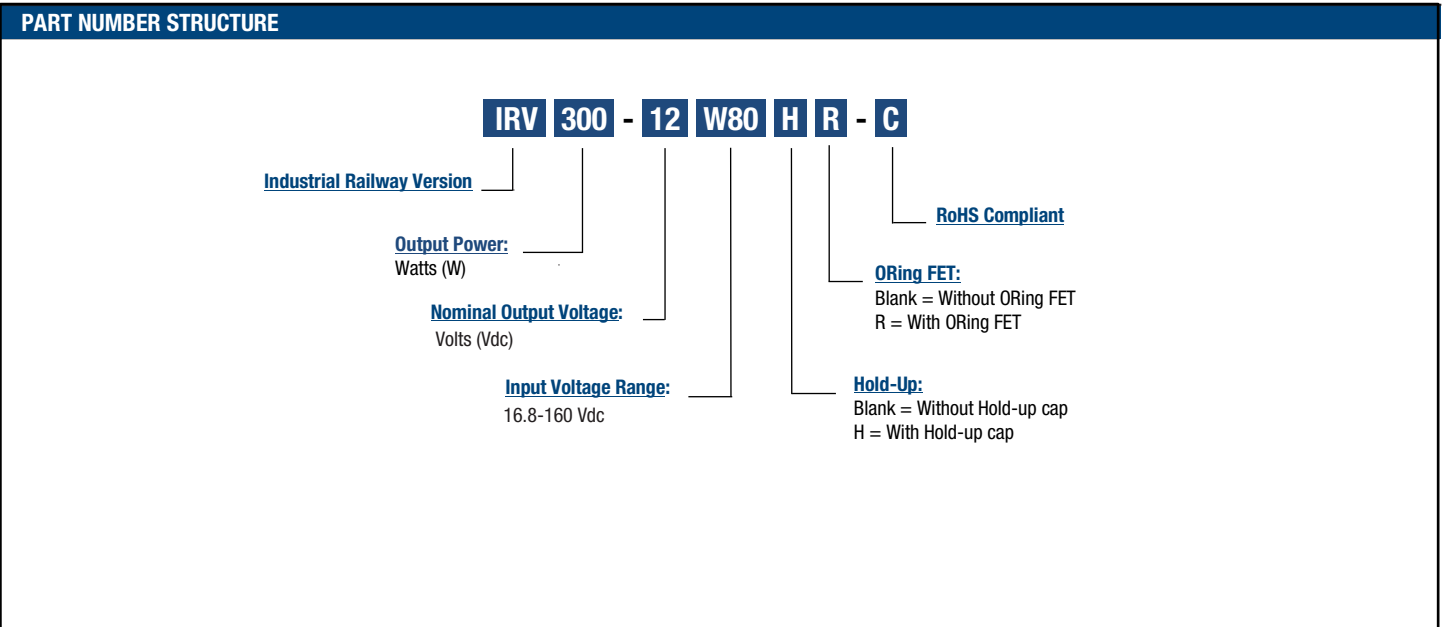 PART NUMBER STRUCTURE
IRV 300 - 12 W80 H R - C
Industrial Railway Version
RoHS Compliant
Output Power:
Watts (W)
ORing FET:
Blank = Without ORing FET
R = With ORing FET
Nominal Output Voltage:
Volts (Vdc)
Input Voltage Range:
16.8-160 Vdc
Hold-Up:
Blank = Without Hold-up cap
H = With Hold-up cap